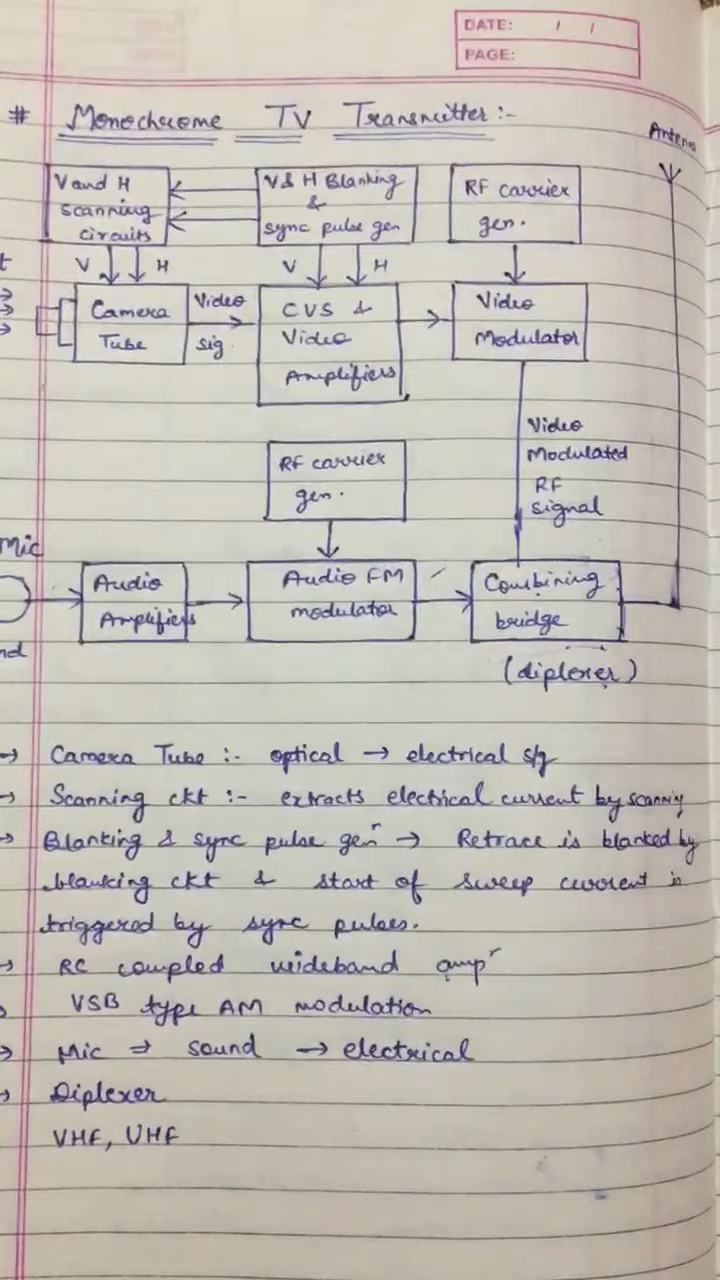 DATE: / /
PAGE:
# Monochrome TV Transmitter :-
Antenna
V and H
scanning
circuits
V & H Blanking
&
sync pulse gen
RF carrier
gen.
V H
V H
t
Camera
Tube
Video
sig.
CVS &
Video
Amplifiers
Video
Modulator
Video
Modulated
RF
signal
RF carrier
gen.
Mic
nd
Audio
Amplifiers
Audio FM
modulator
Combining
bridge
(diplexer)
→ Camera Tube :- optical → electrical s/g
→ Scanning ckt :- extracts electrical current by scanning
→ Blanking & sync pulse genʳ → Retrace is blanked by
blanking ckt & start of sweep current is
triggered by sync pulses.
→ RC coupled wideband ampʳ
VSB type AM modulation
→ Mic ⇒ sound → electrical
→ Diplexer
VHF, UHF